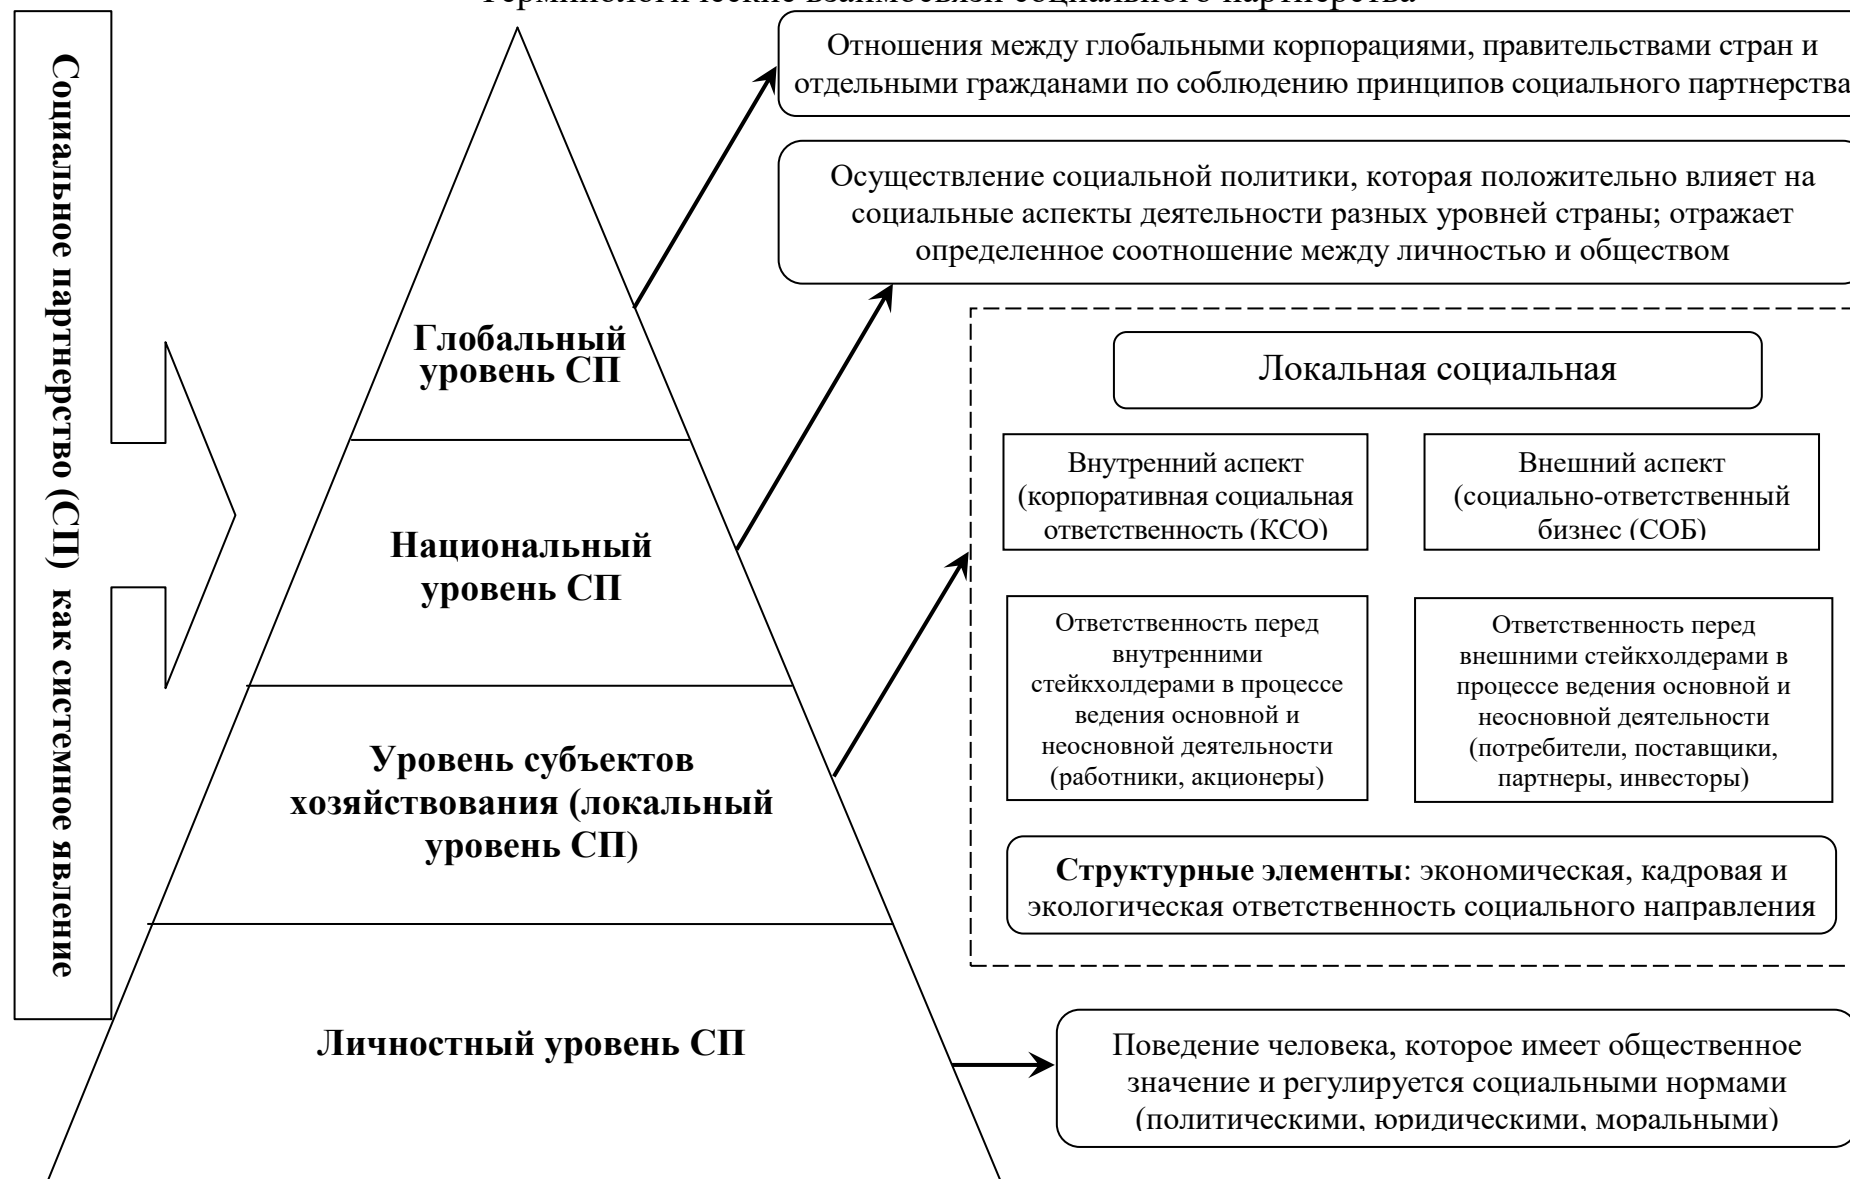 Терминологические взаимосвязи социального партнерства
Социальное партнерство (СП) как системное явление
Отношения между глобальными корпорациями, правительствами стран и
отдельными гражданами по соблюдению принципов социального партнерства
Осуществление социальной политики, которая положительно влияет на
социальные аспекты деятельности разных уровней страны; отражает
определенное соотношение между личностью и обществом
Глобальный
уровень СП
Национальный
уровень СП
Уровень субъектов
хозяйствования (локальный
уровень СП)
Личностный уровень СП
Локальная социальная
Внутренний аспект
(корпоративная социальная
ответственность (КСО)
Внешний аспект
(социально-ответственный
бизнес (СОБ)
Ответственность перед
внутренними
стейкхолдерами в процессе
ведения основной и
неосновной деятельности
(работники, акционеры)
Ответственность перед
внешними стейкхолдерами в
процессе ведения основной и
неосновной деятельности
(потребители, поставщики,
партнеры, инвесторы)
Структурные элементы: экономическая, кадровая и
экологическая ответственность социального направления
Поведение человека, которое имеет общественное
значение и регулируется социальными нормами
(политическими, юридическими, моральными)